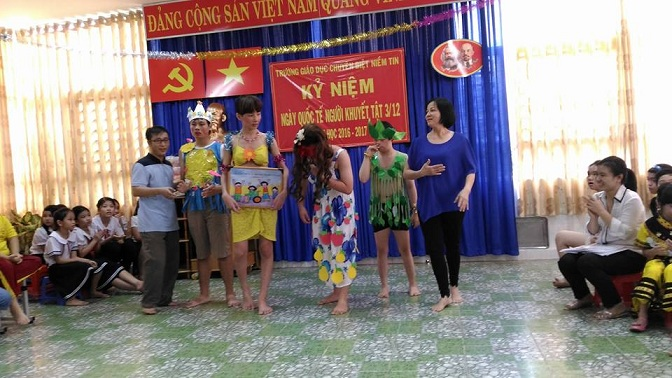 ĐẢNG CỘNG SẢN VIỆT NAM QUANG VINH
TRƯỜNG GIÁO DỤC CHUYÊN BIỆT NIỀM TIN
KỶ NIỆM
NGÀY QUỐC TẾ NGƯỜI KHUYẾT TẬT 3/12
HỌC 2016 - 2017